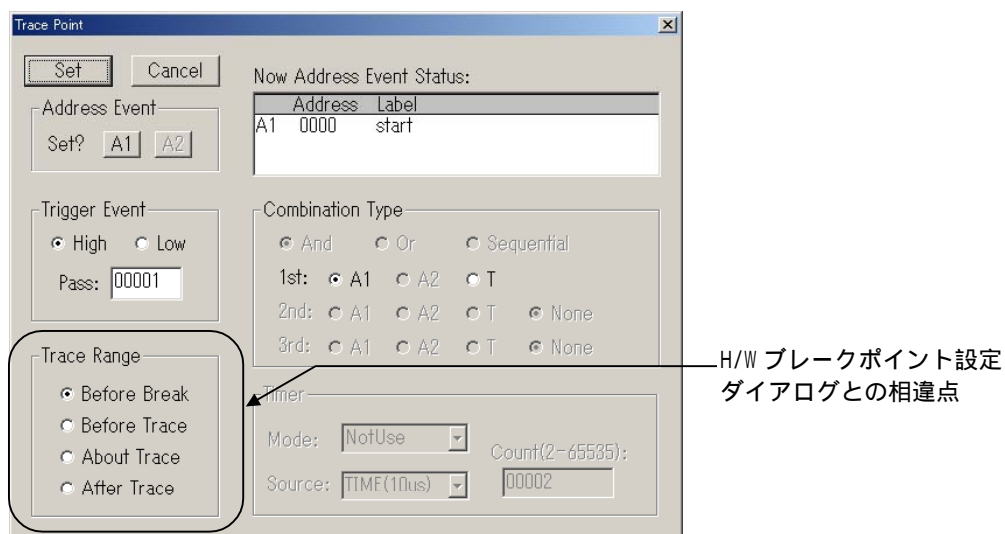 Trace Point
Set Cancel
Address Event
Set? A1 A2
Now Address Event Status:
Address Label
A1 0000 start
Trigger Event
High Low
Pass: 00001
Combination Type
And Or Sequential
1st: A1 A2 T
2nd: A1 A2 T None
3rd: A1 A2 T None
Trace Range
Before Break
Before Trace
About Trace
After Trace
Timer
Mode: NotUse
Count(2-65535):
Source: TIME(10us) 00002
H/W ブレークポイント設定
ダイアログとの相違点